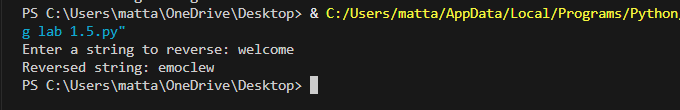 PS C:\Users\matta\OneDrive\Desktop> & C:/Users/matta/AppData/Local/Programs/Python
g lab 1.5.py"
Enter a string to reverse: welcome
Reversed string: emoclew
PS C:\Users\matta\OneDrive\Desktop>